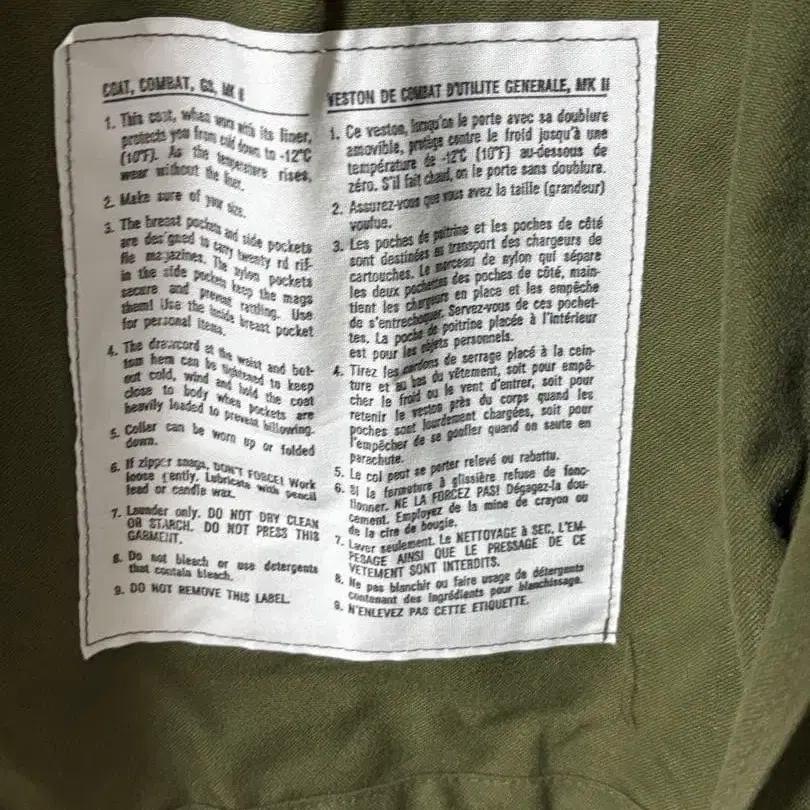 COAT, COMBAT, GS, MK II
1. This coat, when worn with its liner,
protects you from cold down to -12°C
(10°F). As the temperature rises,
wear without the liner.
2. Make sure of your size.
3. The breast pockets and side pockets
are designed to carry twenty rd rif-
fle magazines. The nylon pockets
in the side pockets keep the mags
secure and prevent rattling. Use
them! Use the inside breast pocket
for personal items.
4. The drawcord at the waist and bot-
tom hem can be tightened to keep
out cold, wind and hold the coat
close to body when pockets are
heavily loaded to prevent billowing.
5. Collar can be worn up or folded
down.
6. If zipper snags, DON'T FORCE! Work
loose gently. Lubricate with pencil
lead or candle wax.
7. Launder only. DO NOT DRY CLEAN
OR STARCH. DO NOT PRESS THIS
GARMENT.
8. Do not bleach or use detergents
that contain bleach.
9. DO NOT REMOVE THIS LABEL.
VESTON DE COMBAT D'UTILITE GENERALE, MK II
1. Ce veston, lorsqu'on le porte avec sa doublure
amovible, protège contre le froid jusqu'à une
température de -12°C (10°F) au-dessous de
zéro. S'il fait chaud, on le porte sans doublure.
2. Assurez-vous que vous avez la taille (grandeur)
voulue.
3. Les poches de poitrine et les poches de côté
sont destinées au transport des chargeurs de
cartouches. Le morceau de nylon qui sépare
les deux pochettes des poches de côté, main-
tient les chargeurs en place et les empêche
de s'entrechoquer. Servez-vous de ces pochet-
tes. La poche de poitrine placée à l'intérieur
est pour les objets personnels.
4. Tirez les cordons de serrage placé à la cein-
ture et au bas du vêtement, soit pour empê-
cher le froid ou le vent d'entrer, soit pour
retenir le veston près du corps quand les
poches sont lourdement chargées, soit pour
l'empêcher de se gonfler quand on saute en
parachute.
5. Le col peut se porter relevé ou rabattu.
6. Si la fermeture à glissière refuse de fonc-
tionner. NE LA FORCEZ PAS! Dégagez-la dou-
cement. Employez de la mine de crayon ou
de la cire de bougie.
7. Laver seulement. Le NETTOYAGE à SEC, L'EM-
PESAGE AINSI QUE LE PRESSAGE DE CE
VETEMENT SONT INTERDITS.
8. Ne pas blanchir ou faire usage de détergents
contenant des ingrédients pour blanchissage.
9. N'ENLEVEZ PAS CETTE ETIQUETTE.